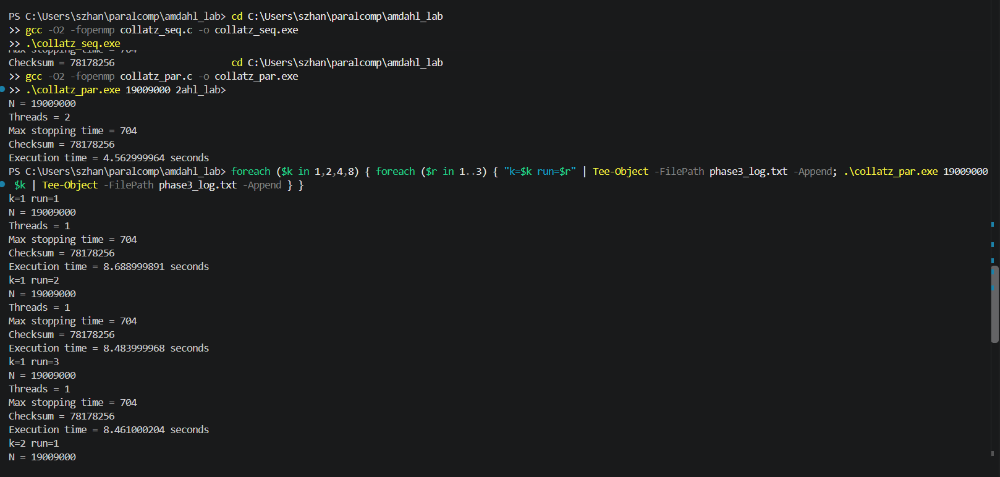 PS C:\Users\szhan\paralcomp\amdahl_lab> cd C:\Users\szhan\paralcomp\amdahl_lab
>> gcc -O2 -fopenmp collatz_seq.c -o collatz_seq.exe
>> .\collatz_seq.exe
Max stopping time = 704
Checksum = 78178256 cd C:\Users\szhan\paralcomp\amdahl_lab
>> gcc -O2 -fopenmp collatz_par.c -o collatz_par.exe
>> .\collatz_par.exe 19009000 2ahl_lab>
N = 19009000
Threads = 2
Max stopping time = 704
Checksum = 78178256
Execution time = 4.562999964 seconds
PS C:\Users\szhan\paralcomp\amdahl_lab> foreach ($k in 1,2,4,8) { foreach ($r in 1..3) { "k=$k run=$r" | Tee-Object -FilePath phase3_log.txt -Append; .\collatz_par.exe 19009000
$k | Tee-Object -FilePath phase3_log.txt -Append } }
k=1 run=1
N = 19009000
Threads = 1
Max stopping time = 704
Checksum = 78178256
Execution time = 8.688999891 seconds
k=1 run=2
N = 19009000
Threads = 1
Max stopping time = 704
Checksum = 78178256
Execution time = 8.483999968 seconds
k=1 run=3
N = 19009000
Threads = 1
Max stopping time = 704
Checksum = 78178256
Execution time = 8.461000204 seconds
k=2 run=1
N = 19009000